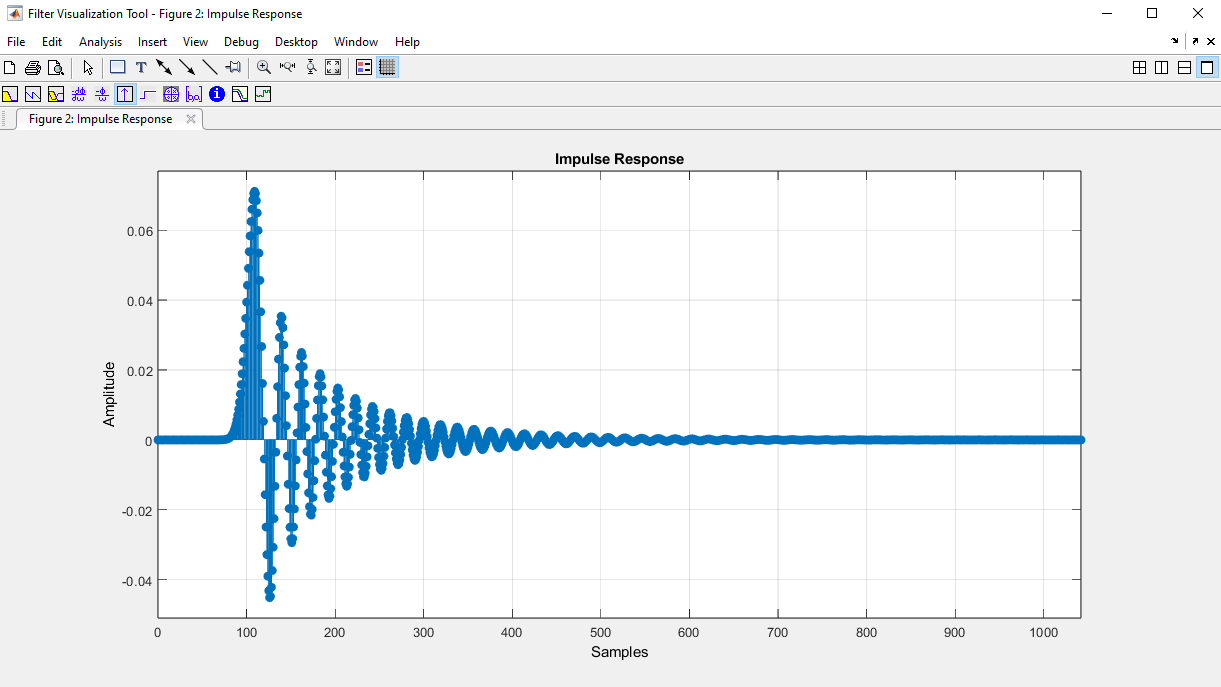 Filter Visualization Tool - Figure 2: Impulse Response
File Edit Analysis Insert View Debug Desktop Window Help
Figure 2: Impulse Response
Impulse Response
0.06
0.04
0.02
0
-0.02
-0.04
Amplitude
0 100 200 300 400 500 600 700 800 900 1000
Samples